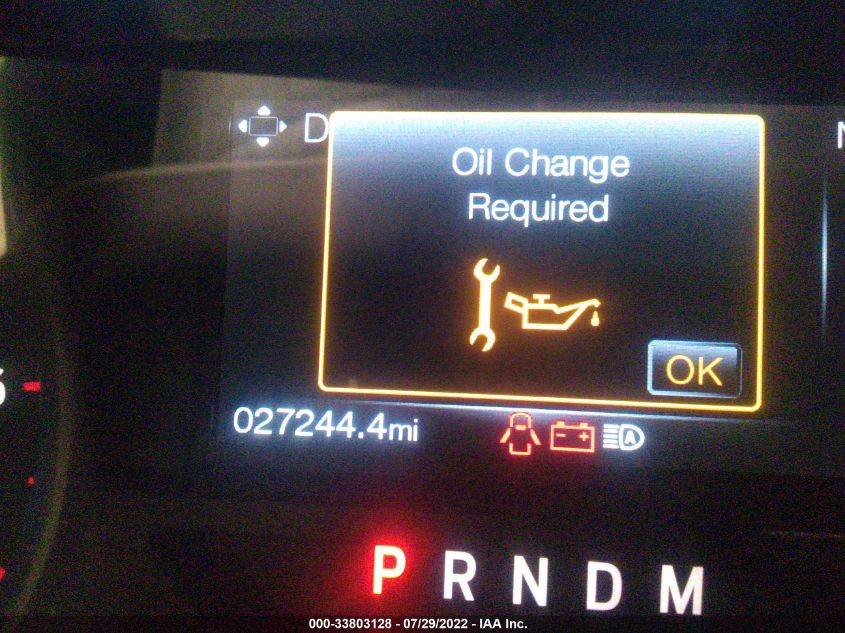 D
Oil Change
Required
OK
027244.4mi
A
P R N D M
000-33803128 - 07/29/2022 - IAA Inc.